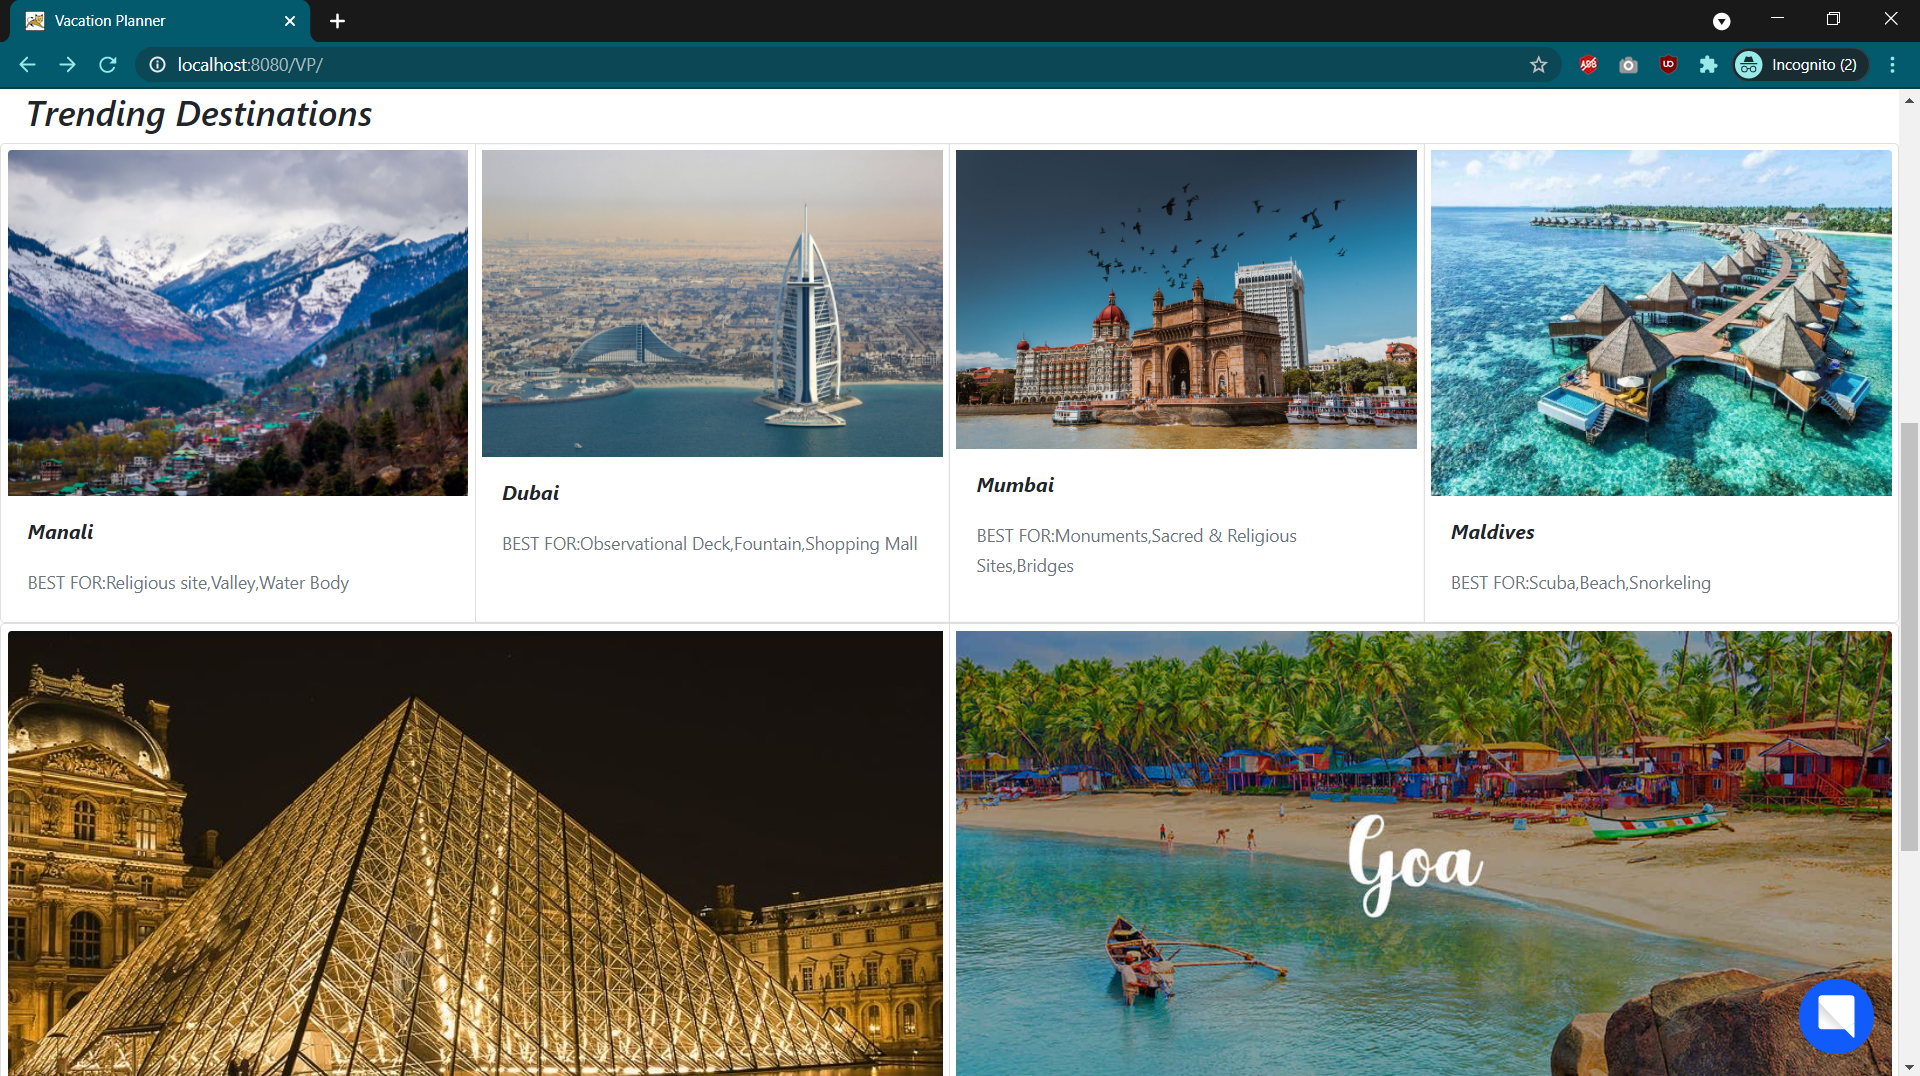 Vacation Planner
localhost:8080/VP/
Incognito (2)
Trending Destinations
Manali
BEST FOR:Religious site,Valley,Water Body
Dubai
BEST FOR:Observational Deck,Fountain,Shopping Mall
Mumbai
BEST FOR:Monuments,Sacred & Religious
Sites,Bridges
Maldives
BEST FOR:Scuba,Beach,Snorkeling
Goa